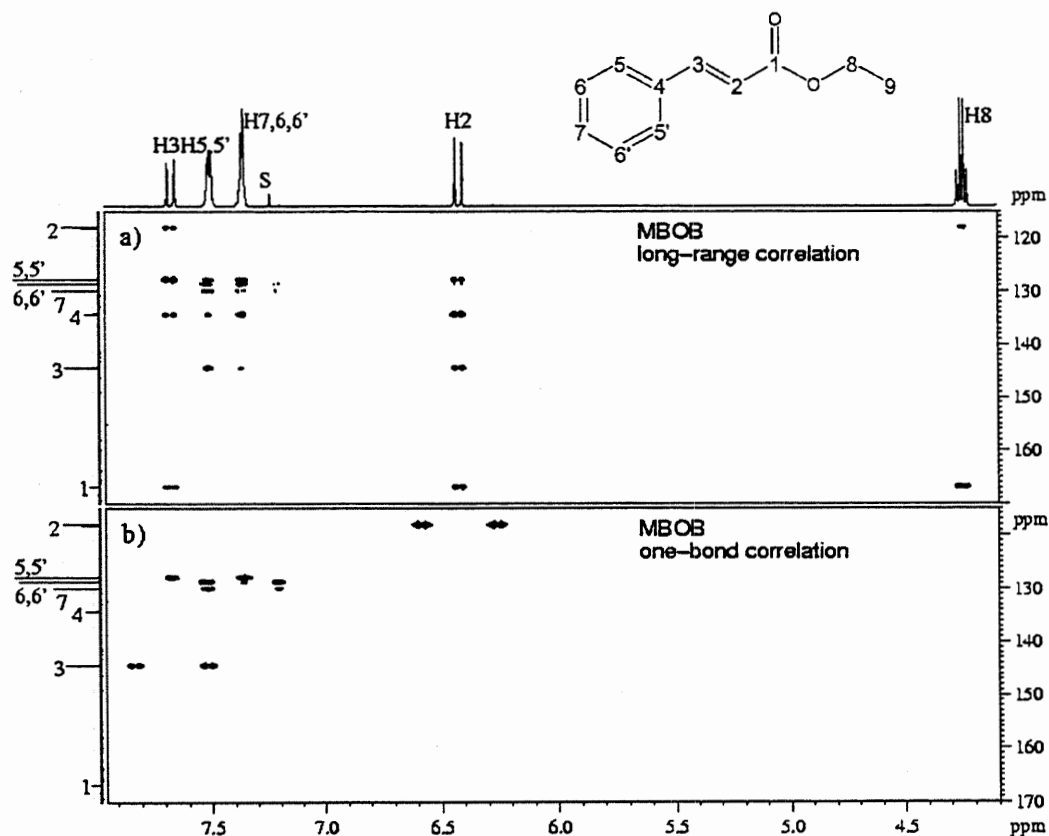 O
5 3 1 8
6 4 2 O 9
7 5'
6'
H3 H5,5' H7,6,6' S H2 H8
ppm
a) MBOB
long-range correlation
2
5,5'
6,6' 7
4
3
1
120
130
140
150
160
b) MBOB
one-bond correlation
ppm
2
5,5'
6,6' 7
4
3
1
130
140
150
160
170
7.5 7.0 6.5 6.0 5.5 5.0 4.5 ppm